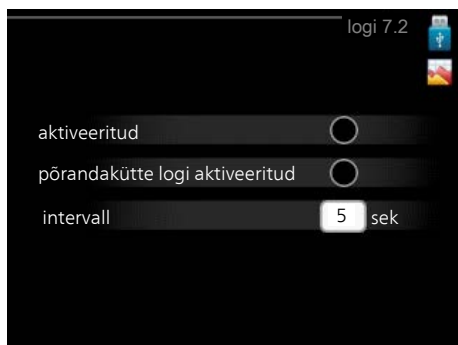 logi 7.2
aktiveeritud
põrandakütte logi aktiveeritud
intervall 5 sek